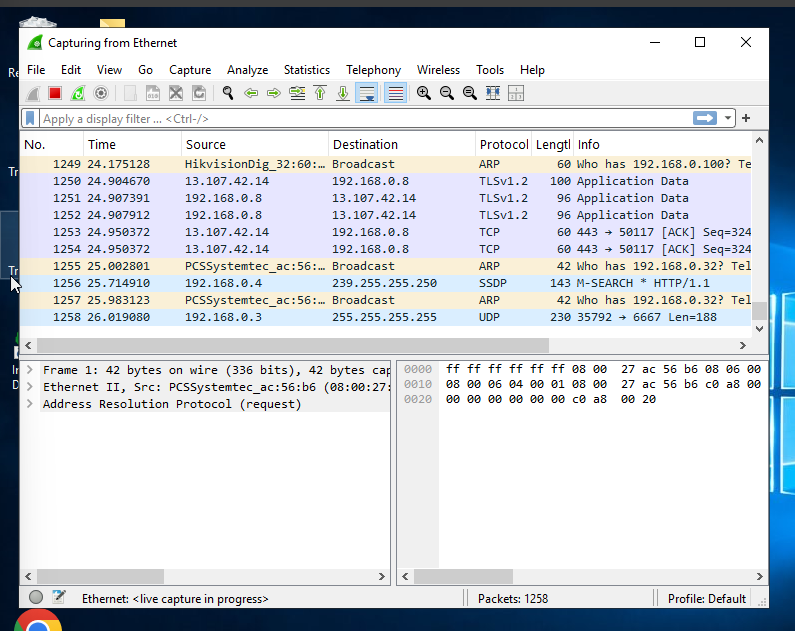 Capturing from Ethernet
File Edit View Go Capture Analyze Statistics Telephony Wireless Tools Help
Apply a display filter ... <Ctrl-/>
No. Time Source Destination Protocol Lengtl Info
1249 24.175128 HikvisionDig_32:60:… Broadcast ARP 60 Who has 192.168.0.100? Te
1250 24.904670 13.107.42.14 192.168.0.8 TLSv1.2 100 Application Data
1251 24.907391 192.168.0.8 13.107.42.14 TLSv1.2 96 Application Data
1252 24.907912 192.168.0.8 13.107.42.14 TLSv1.2 96 Application Data
1253 24.950372 13.107.42.14 192.168.0.8 TCP 60 443 → 50117 [ACK] Seq=324
1254 24.950372 13.107.42.14 192.168.0.8 TCP 60 443 → 50117 [ACK] Seq=324
1255 25.002801 PCSSystemtec_ac:56:… Broadcast ARP 42 Who has 192.168.0.32? Tel
1256 25.714910 192.168.0.4 239.255.255.250 SSDP 143 M-SEARCH * HTTP/1.1
1257 25.983123 PCSSystemtec_ac:56:… Broadcast ARP 42 Who has 192.168.0.32? Tel
1258 26.019080 192.168.0.3 255.255.255.255 UDP 230 35792 → 6667 Len=188
Frame 1: 42 bytes on wire (336 bits), 42 bytes cap
Ethernet II, Src: PCSSystemtec_ac:56:b6 (08:00:27:
Address Resolution Protocol (request)
0000 ff ff ff ff ff ff 08 00 27 ac 56 b6 08 06 00
0010 08 00 06 04 00 01 08 00 27 ac 56 b6 c0 a8 00
0020 00 00 00 00 00 00 c0 a8 00 20
Ethernet: <live capture in progress>
Packets: 1258
Profile: Default